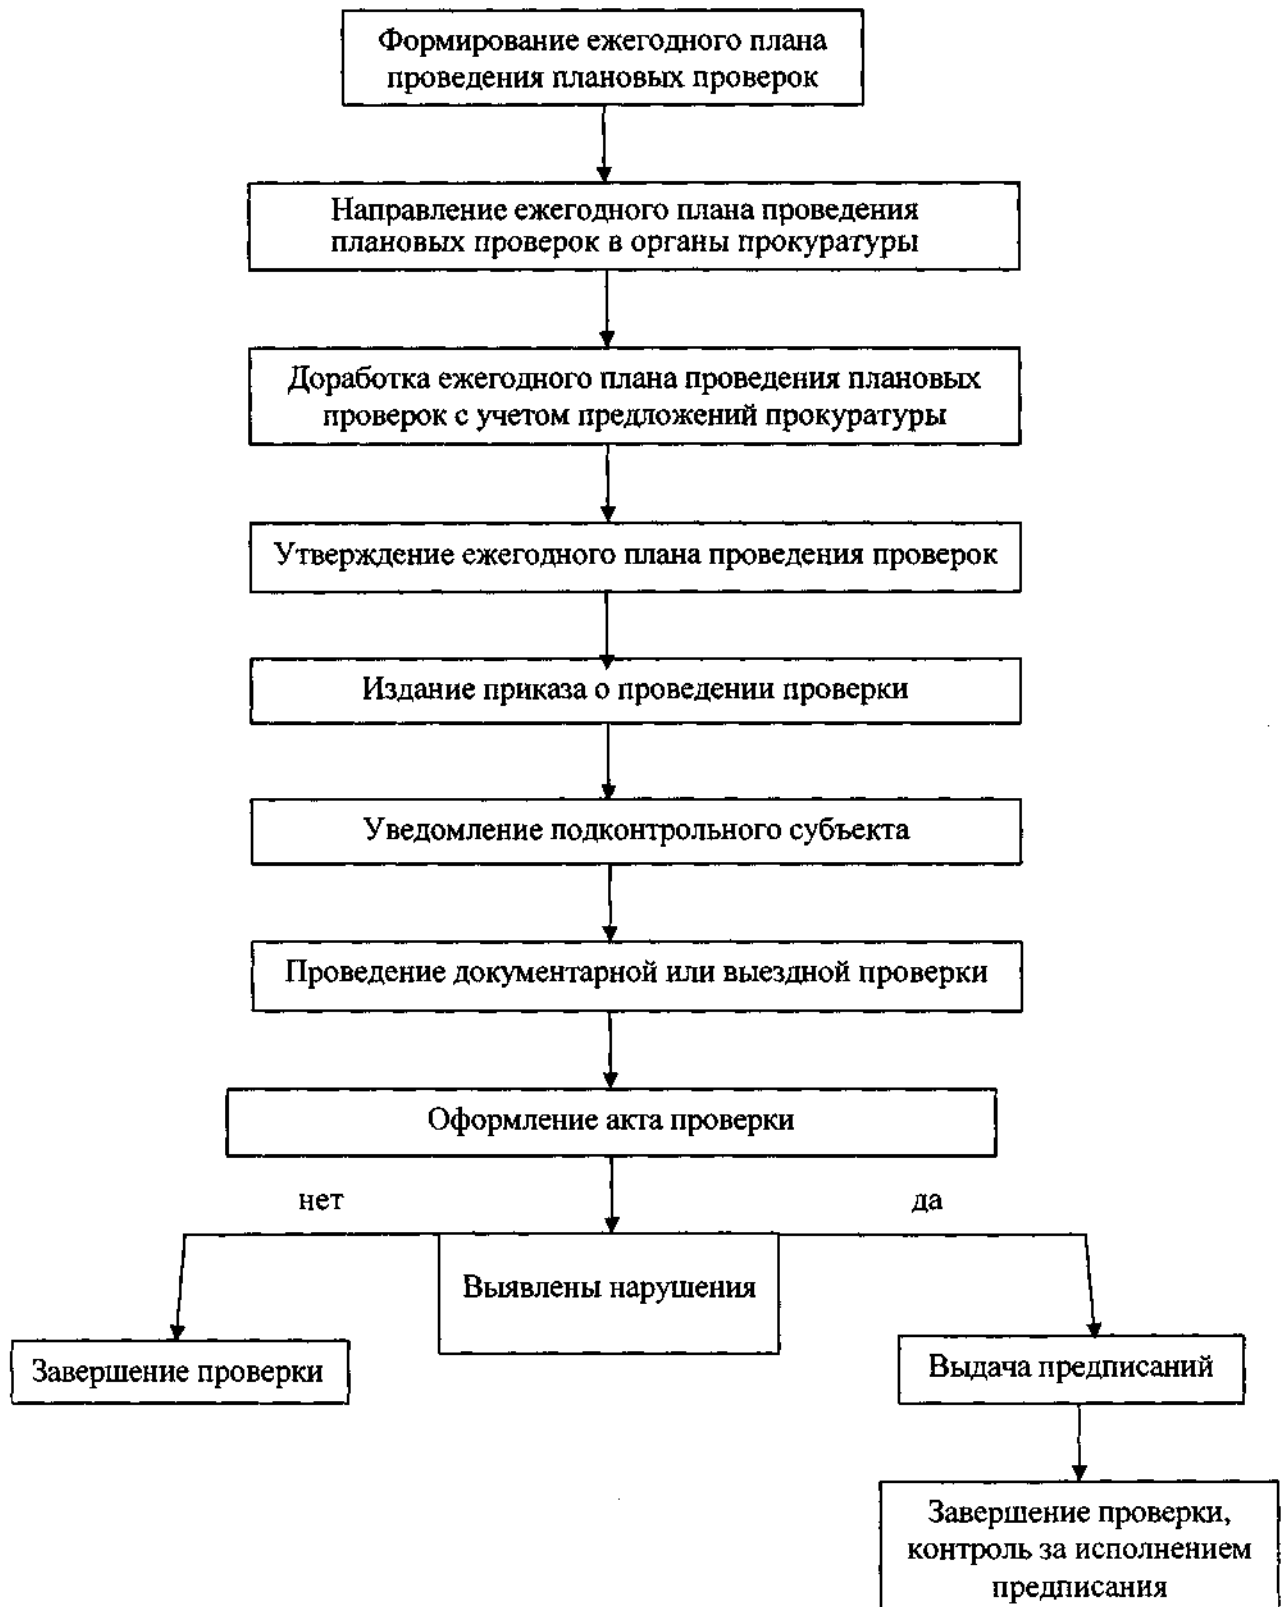 Формирование ежегодного плана
проведения плановых проверок
Направление ежегодного плана проведения
плановых проверок в органы прокуратуры
Доработка ежегодного плана проведения плановых
проверок с учетом предложений прокуратуры
Утверждение ежегодного плана проведения проверок
Издание приказа о проведении проверки
Уведомление подконтрольного субъекта
Проведение документарной или выездной проверки
Оформление акта проверки
нет
да
Выявлены нарушения
Завершение проверки
Выдача предписаний
Завершение проверки,
контроль за исполнением
предписания